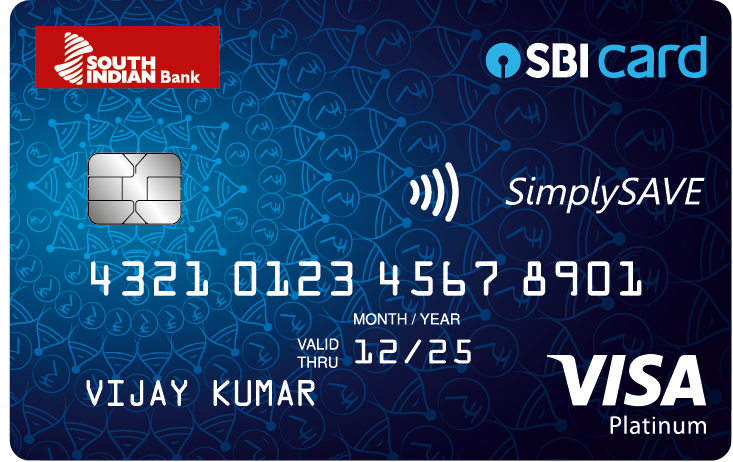 SOUTH
INDIAN Bank
SBI card
SimplySAVE
4321 0123 4567 8901
MONTH / YEAR
VALID
THRU 12/25
VIJAY KUMAR
VISA
Platinum